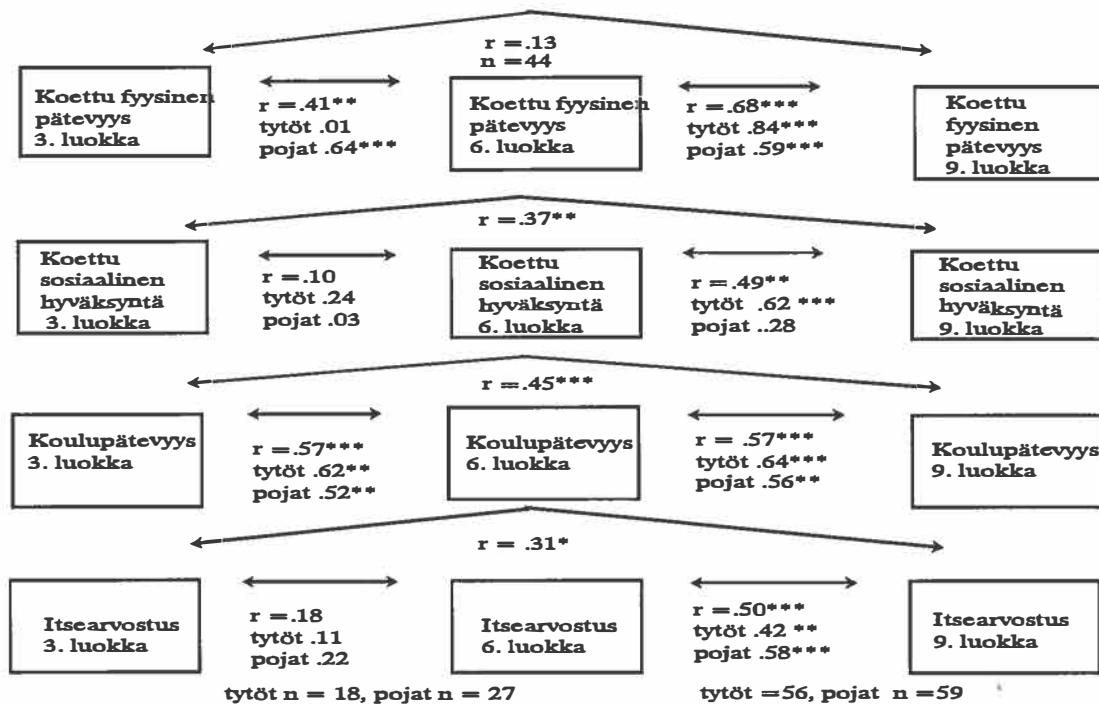 r =.13
n =44
Koettu fyysinen
pätevyys
3. luokka
r =.41**
tytöt .01
pojat .64***
Koettu fyysinen
pätevyys
6. luokka
r =.68***
tytöt .84***
pojat .59***
Koettu
fyysinen
pätevyys
9. luokka
r =.37**
Koettu
sosiaalinen
hyväksyntä
3. luokka
r =.10
tytöt .24
pojat .03
Koettu
sosiaalinen
hyväksyntä
6. luokka
r =.49**
tytöt .62 ***
pojat ..28
Koettu
sosiaalinen
hyväksyntä
9. luokka
r =.45***
Koulupätevyys
3. luokka
r =.57***
tytöt .62**
pojat .52**
Koulupätevyys
6. luokka
r = .57***
tytöt .64***
pojat .56**
Koulupätevyys
9. luokka
r = .31*
Itsearvostus
3. luokka
r =.18
tytöt .11
pojat .22
Itsearvostus
6. luokka
r =.50***
tytöt .42 **
pojat .58***
Itsearvostus
9. luokka
tytöt n = 18, pojat n = 27
tytöt =56, pojat n =59